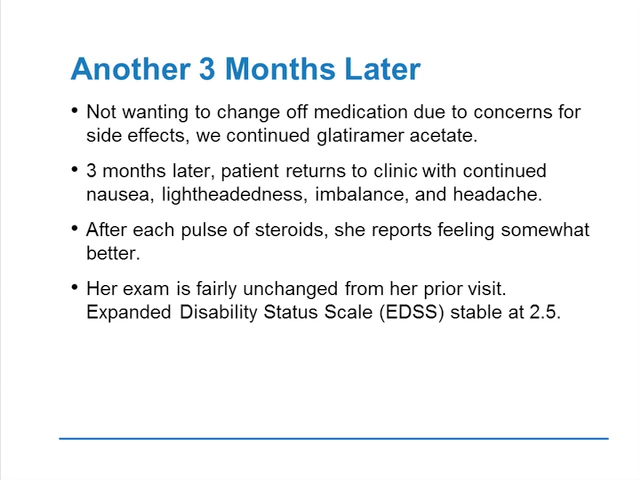 Another 3 Months Later
• Not wanting to change off medication due to concerns for
side effects, we continued glatiramer acetate.
• 3 months later, patient returns to clinic with continued
nausea, lightheadedness, imbalance, and headache.
• After each pulse of steroids, she reports feeling somewhat
better.
• Her exam is fairly unchanged from her prior visit.
Expanded Disability Status Scale (EDSS) stable at 2.5.